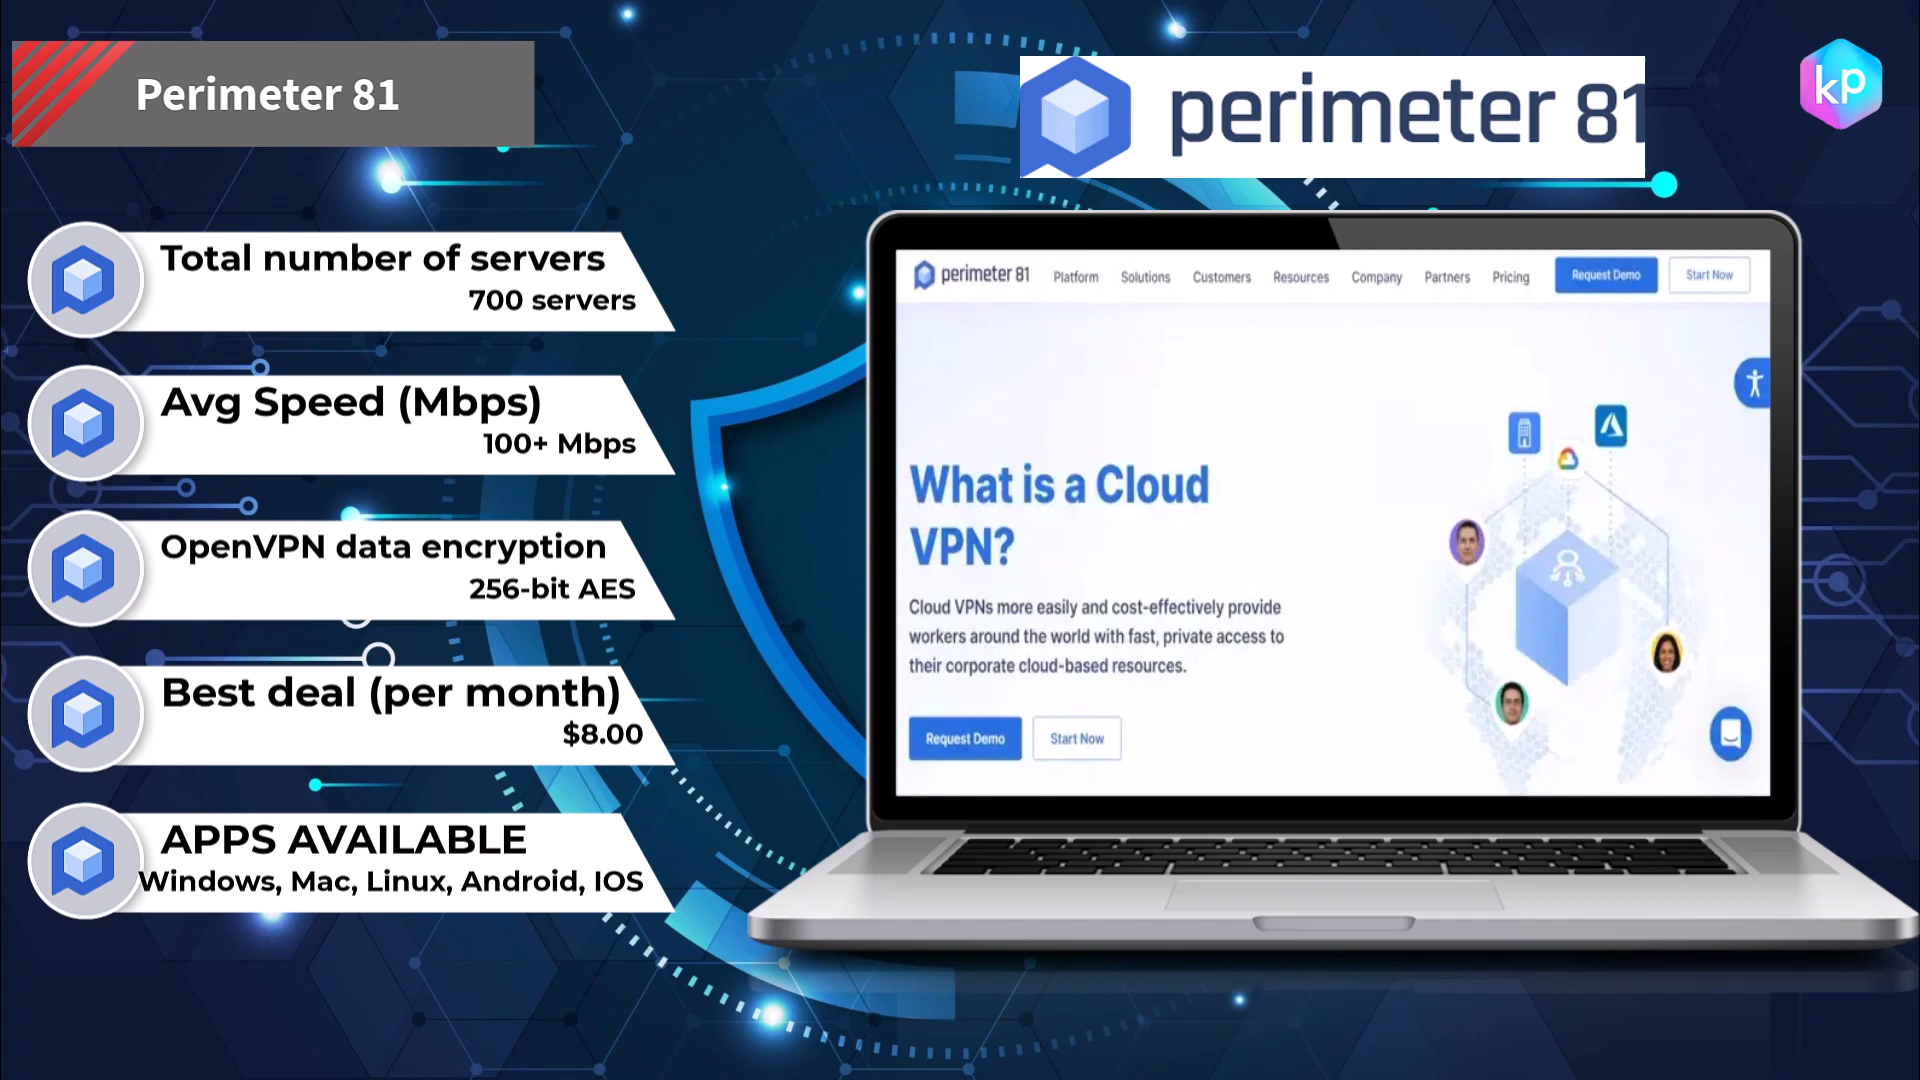 Perimeter 81
perimeter 81
kp
Total number of servers
700 servers
Avg Speed (Mbps)
100+ Mbps
OpenVPN data encryption
256-bit AES
Best deal (per month)
$8.00
APPS AVAILABLE
Windows, Mac, Linux, Android, IOS
perimeter 81 Platform Solutions Customers Resources Company Partners Pricing Request Demo Start Now
What is a Cloud
VPN?
Cloud VPNs more easily and cost-effectively provide
workers around the world with fast, private access to
their corporate cloud-based resources.
Request Demo Start Now